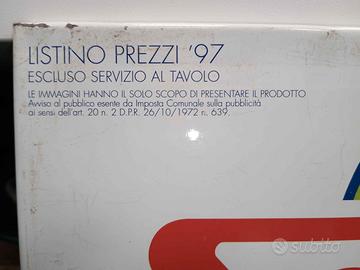 LISTINO PREZZI '97
ESCLUSO SERVIZIO AL TAVOLO
LE IMMAGINI HANNO IL SOLO SCOPO DI PRESENTARE IL PRODOTTO
Avviso al pubblico esente da Imposta Comunale sulla pubblicità
ai sensi dell'art. 20 n. 2 D.P.R. 26/10/1972 n. 639.
subito